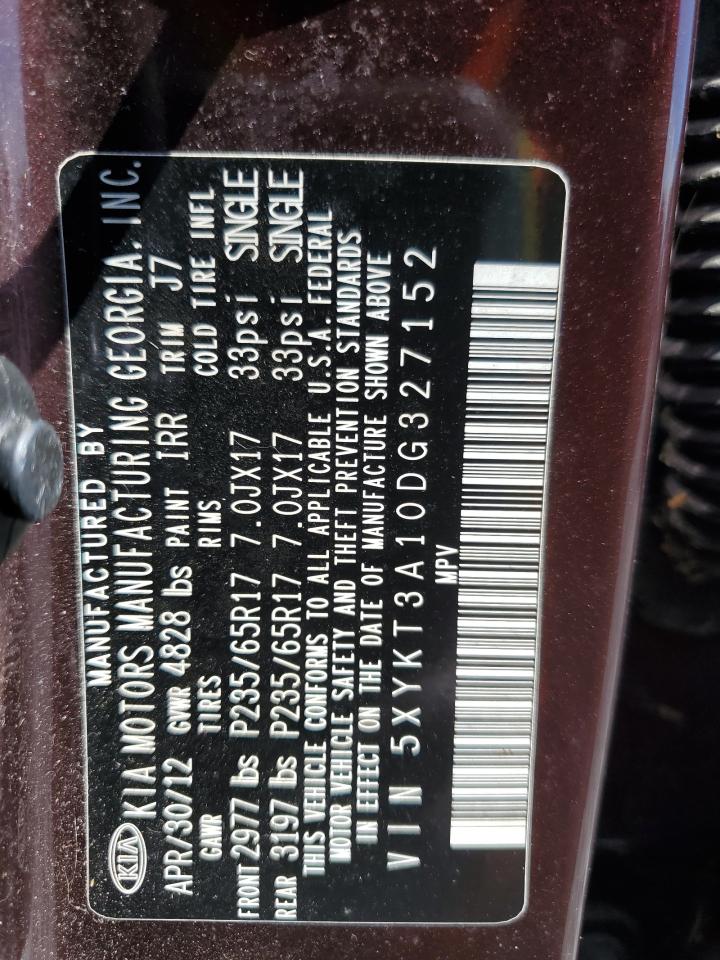 MANUFACTURED BY
KIA KIA MOTORS MANUFACTURING GEORGIA, INC.
APR/30/12 GVWR 4828 lbs PAINT IRR TRIM J7
GAWR TIRES RIMS COLD TIRE INFL
FRONT 2977 lbs P235/65R17 7.0JX17 33psi SINGLE
REAR 3197 lbs P235/65R17 7.0JX17 33psi SINGLE
THIS VEHICLE CONFORMS TO ALL APPLICABLE U.S.A. FEDERAL
MOTOR VEHICLE SAFETY AND THEFT PREVENTION STANDARDS
IN EFFECT ON THE DATE OF MANUFACTURE SHOWN ABOVE
VIN 5XYKT3A10DG327152
MPV